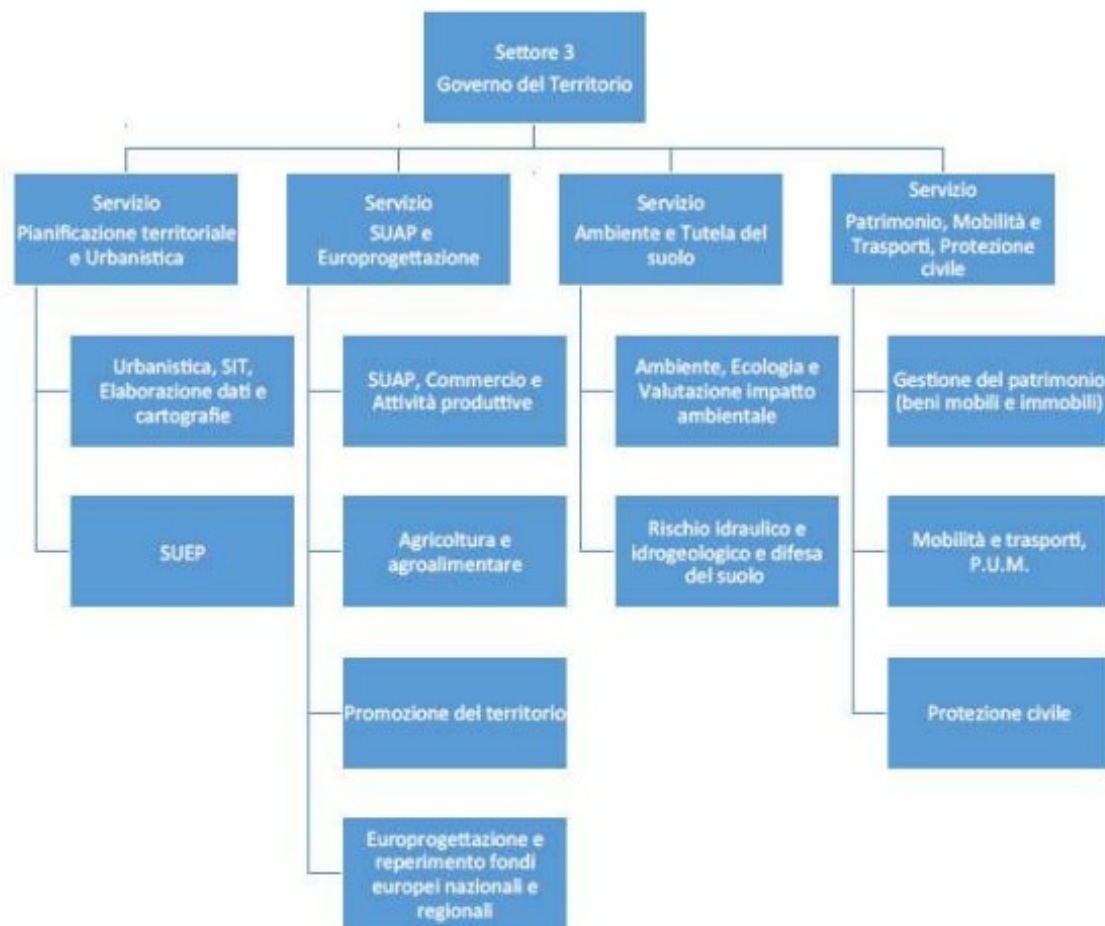 Settore 3
Governo del Territorio
Servizio
Pianificazione territoriale
e Urbanistica
Servizio
SUAP e
Europrogettazione
Servizio
Ambiente e Tutela del
suolo
Servizio
Patrimonio, Mobilità e
Trasporti, Protezione
civile
Urbanistica, SIT,
Elaborazione dati e
cartografie
SUAP, Commercio e
Attività produttive
Ambiente, Ecologia e
Valutazione impatto
ambientale
Gestione del patrimonio
(beni mobili e immobili)
SUEP
Agricoltura e
agroalimentare
Rischio idraulico e
idrogeologico e difesa
del suolo
Mobilità e trasporti,
P.U.M.
Promozione del territorio
Protezione civile
Europrogettazione e
reperimento fondi
europei nazionali e
regionali